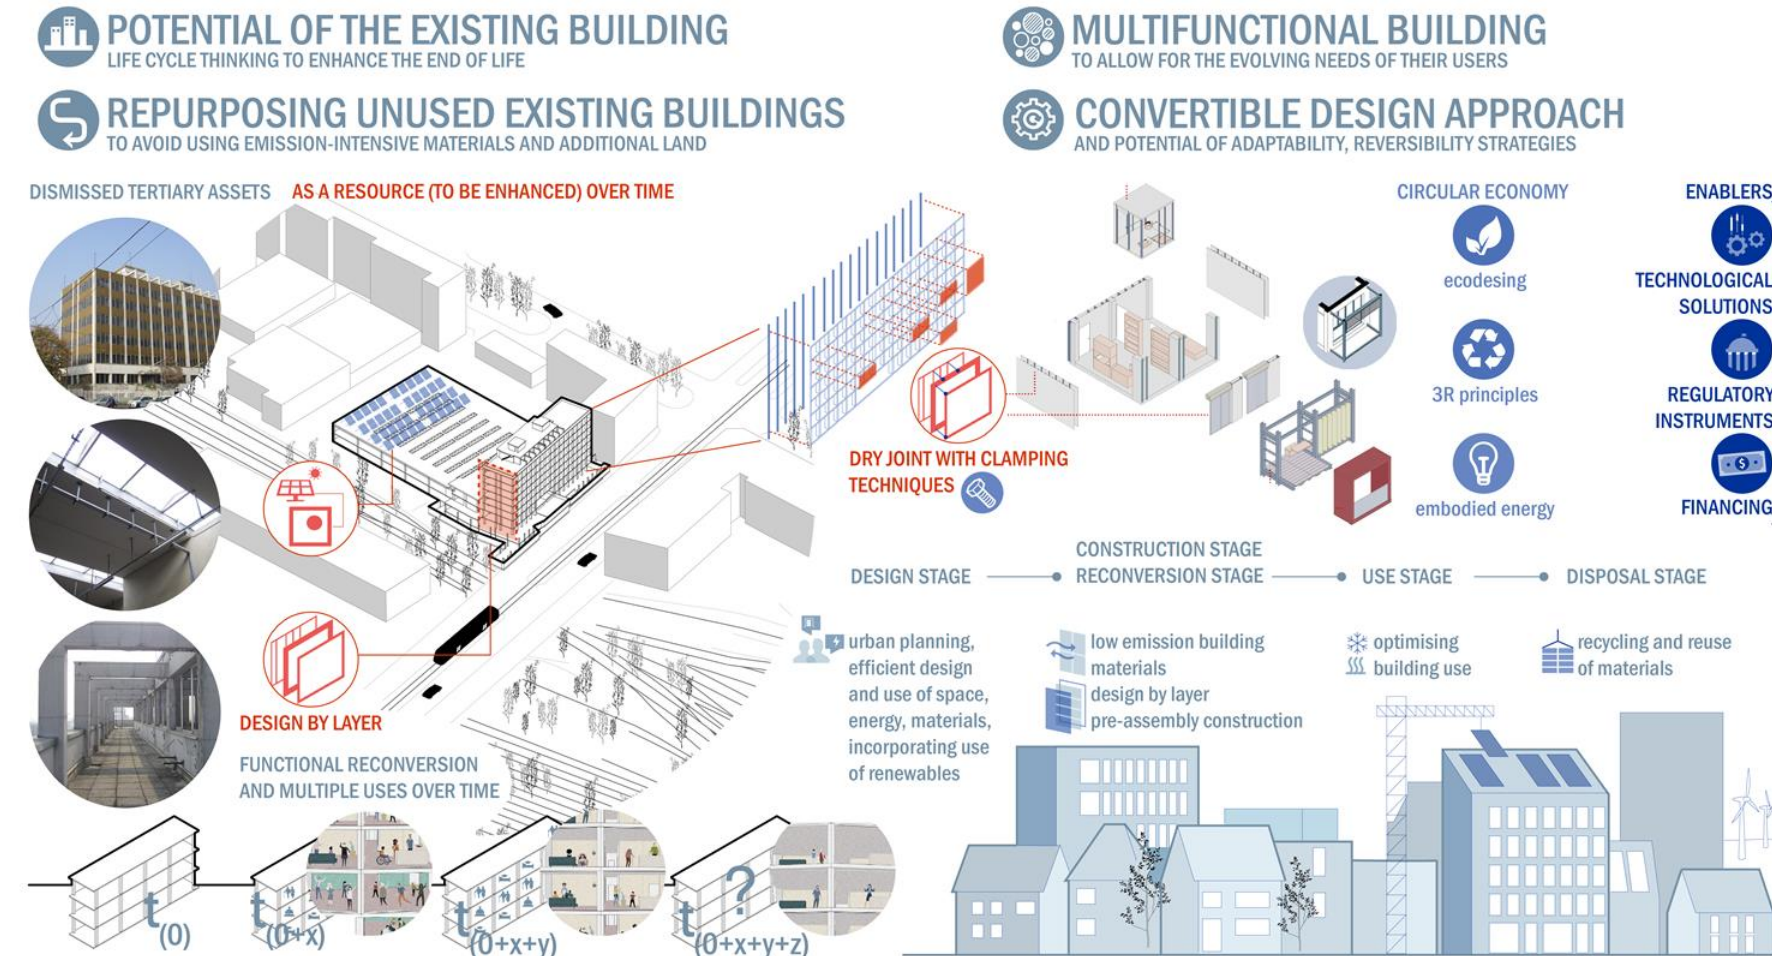 POTENTIAL OF THE EXISTING BUILDING
LIFE CYCLE THINKING TO ENHANCE THE END OF LIFE
REPURPOSING UNUSED EXISTING BUILDINGS
TO AVOID USING EMISSION-INTENSIVE MATERIALS AND ADDITIONAL LAND
MULTIFUNCTIONAL BUILDING
TO ALLOW FOR THE EVOLVING NEEDS OF THEIR USERS
CONVERTIBLE DESIGN APPROACH
AND POTENTIAL OF ADAPTABILITY, REVERSIBILITY STRATEGIES
DISMISSED TERTIARY ASSETS
AS A RESOURCE (TO BE ENHANCED) OVER TIME
DRY JOINT WITH CLAMPING
TECHNIQUES
DESIGN BY LAYER
FUNCTIONAL RECONVERSION
AND MULTIPLE USES OVER TIME
t(0)
t(0+x)
t(0+x+y)
?
t(0+x+y+z)
CIRCULAR ECONOMY
ecodesing
3R principles
embodied energy
ENABLERS
TECHNOLOGICAL
SOLUTIONS
REGULATORY
INSTRUMENTS
$
FINANCING
DESIGN STAGE
CONSTRUCTION STAGE
RECONVERSION STAGE
USE STAGE
DISPOSAL STAGE
urban planning,
efficient design
and use of space,
energy, materials,
incorporating use
of renewables
low emission building
materials
design by layer
pre-assembly construction
optimising
building use
recycling and reuse
of materials